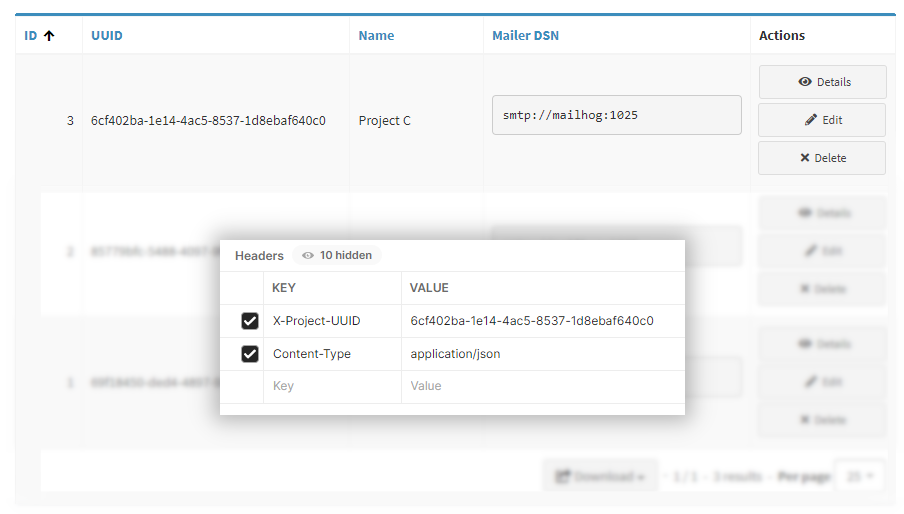 ID UUID Name Mailer DSN Actions
3 6cf402ba-1e14-4ac5-8537-1d8ebaf640c0 Project C smtp://mailhog:1025
Details
Edit
Delete
2 Details
Edit
Delete
Headers 10 hidden
KEY VALUE
X-Project-UUID 6cf402ba-1e14-4ac5-8537-1d8ebaf640c0
Content-Type application/json
Key Value
1 Details
Edit
Delete
Download 1 / 1 - 3 results - Per page 25